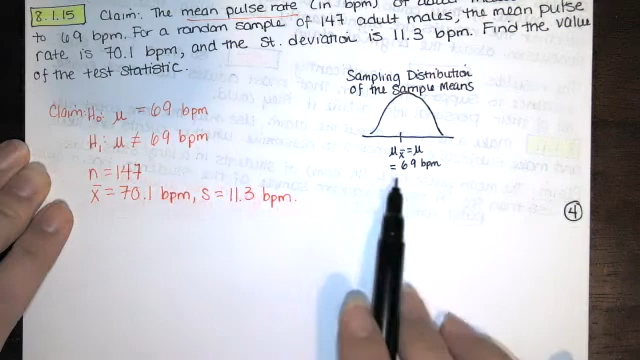 8.1.15 Claim: The mean pulse rate (in bpm) of adult
to 69 bpm. For a random sample of 147 adult males, the mean pulse
rate is 70.1 bpm, and the st. deviation is 11.3 bpm. Find the value
of the test statistic.
Sampling Distribution
of the Sample Means
Claim: H₀: μ = 69 bpm
H₁: μ ≠ 69 bpm
n = 147
x̄ = 70.1 bpm, s = 11.3 bpm.
μx̄ = μ
= 69 bpm
4